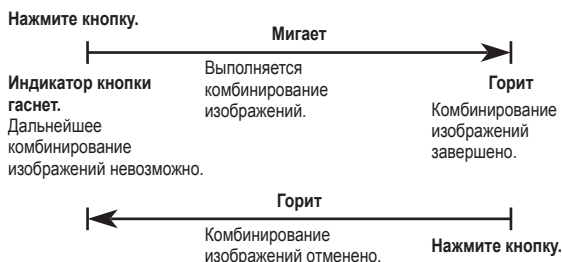 Нажмите кнопку.
Мигает
Выполняется
комбинирование
изображений.
Индикатор кнопки
гаснет.
Дальнейшее
комбинирование
изображений невозможно.
Горит
Комбинирование
изображений
завершено.
Горит
Комбинирование
изображений отменено.
Нажмите кнопку.